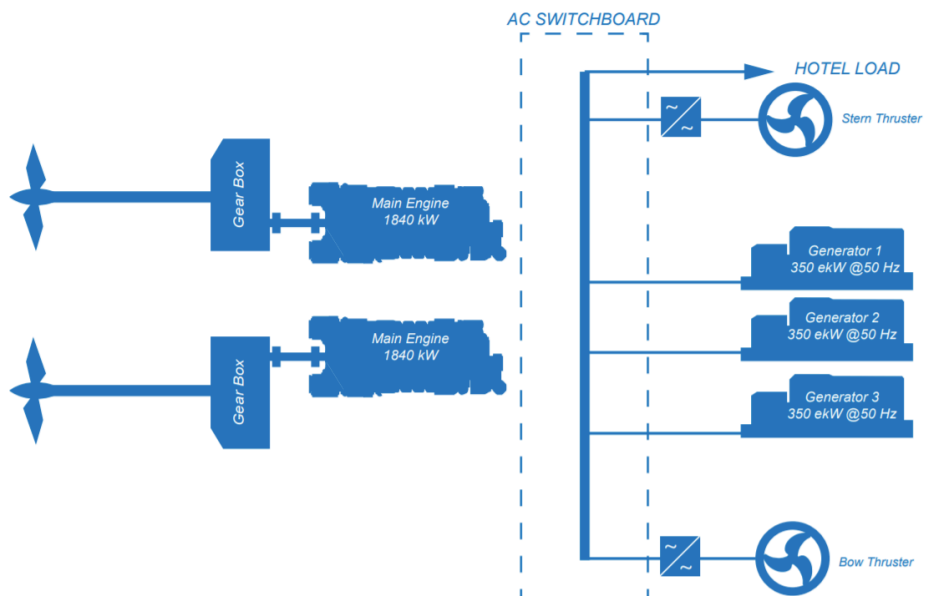 AC SWITCHBOARD
HOTEL LOAD
~
~
Stern Thruster
Gear Box
Main Engine
1840 kW
Generator 1
350 ekW @50 Hz
Generator 2
350 ekW @50 Hz
Main Engine
1840 kW
Gear Box
Generator 3
350 ekW @50 Hz
~
~
Bow Thruster